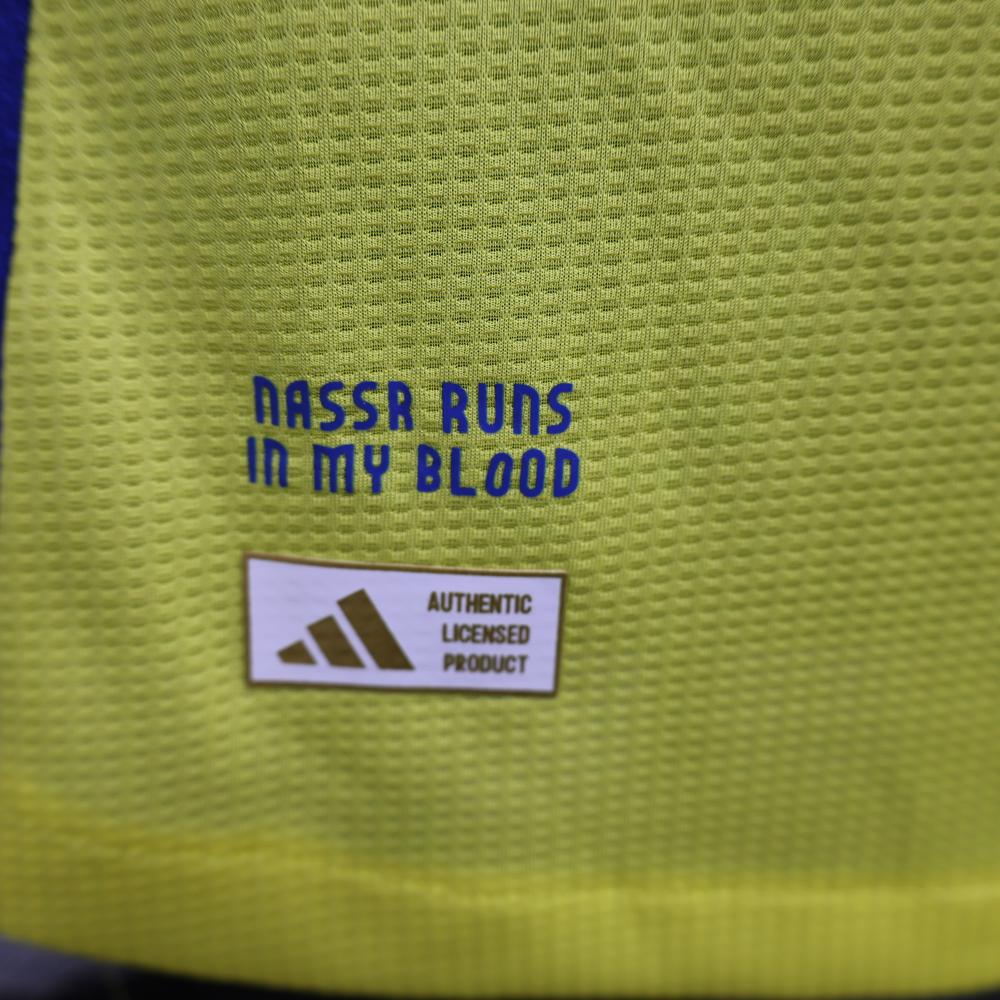 NASSR RUNS
IN MY BLOOD
AUTHENTIC
LICENSED
PRODUCT